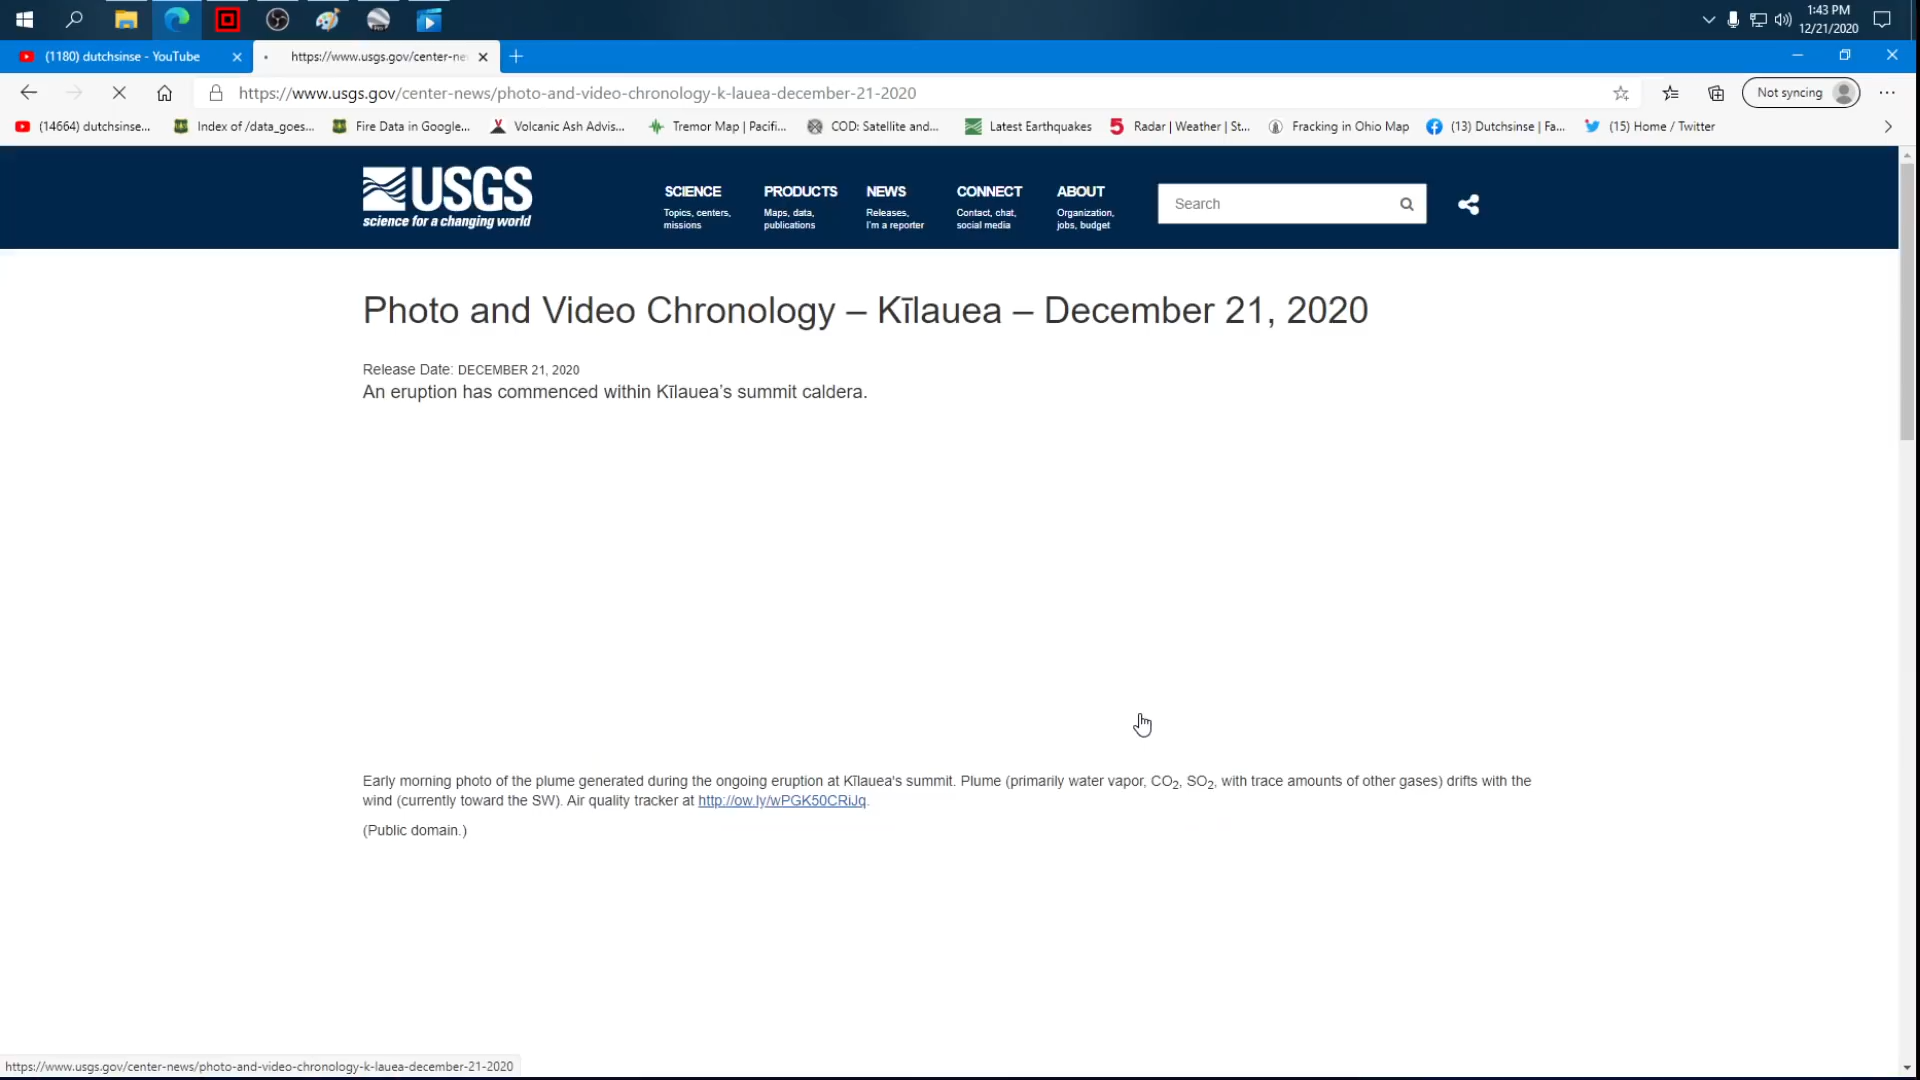 1:43 PM
12/21/2020
(1180) dutchsinse - YouTube
https://www.usgs.gov/center-ne
https://www.usgs.gov/center-news/photo-and-video-chronology-k-lauea-december-21-2020
Not syncing
(14664) dutchsinse...
Index of /data_goes...
Fire Data in Google...
Volcanic Ash Advis...
Tremor Map | Pacifi...
COD: Satellite and...
Latest Earthquakes
5 Radar | Weather | St...
Fracking in Ohio Map
(13) Dutchsinse | Fa...
(15) Home / Twitter
USGS
science for a changing world
SCIENCE
Topics, centers,
missions
PRODUCTS
Maps, data,
publications
NEWS
Releases,
I'm a reporter
CONNECT
Contact, chat,
social media
ABOUT
Organization,
jobs, budget
Search
Photo and Video Chronology – Kīlauea – December 21, 2020
Release Date: DECEMBER 21, 2020
An eruption has commenced within Kīlauea’s summit caldera.
Early morning photo of the plume generated during the ongoing eruption at Kīlauea's summit. Plume (primarily water vapor, CO2, SO2, with trace amounts of other gases) drifts with the
wind (currently toward the SW). Air quality tracker at http://ow.ly/wPGK50CRiJq.
(Public domain.)
https://www.usgs.gov/center-news/photo-and-video-chronology-k-lauea-december-21-2020